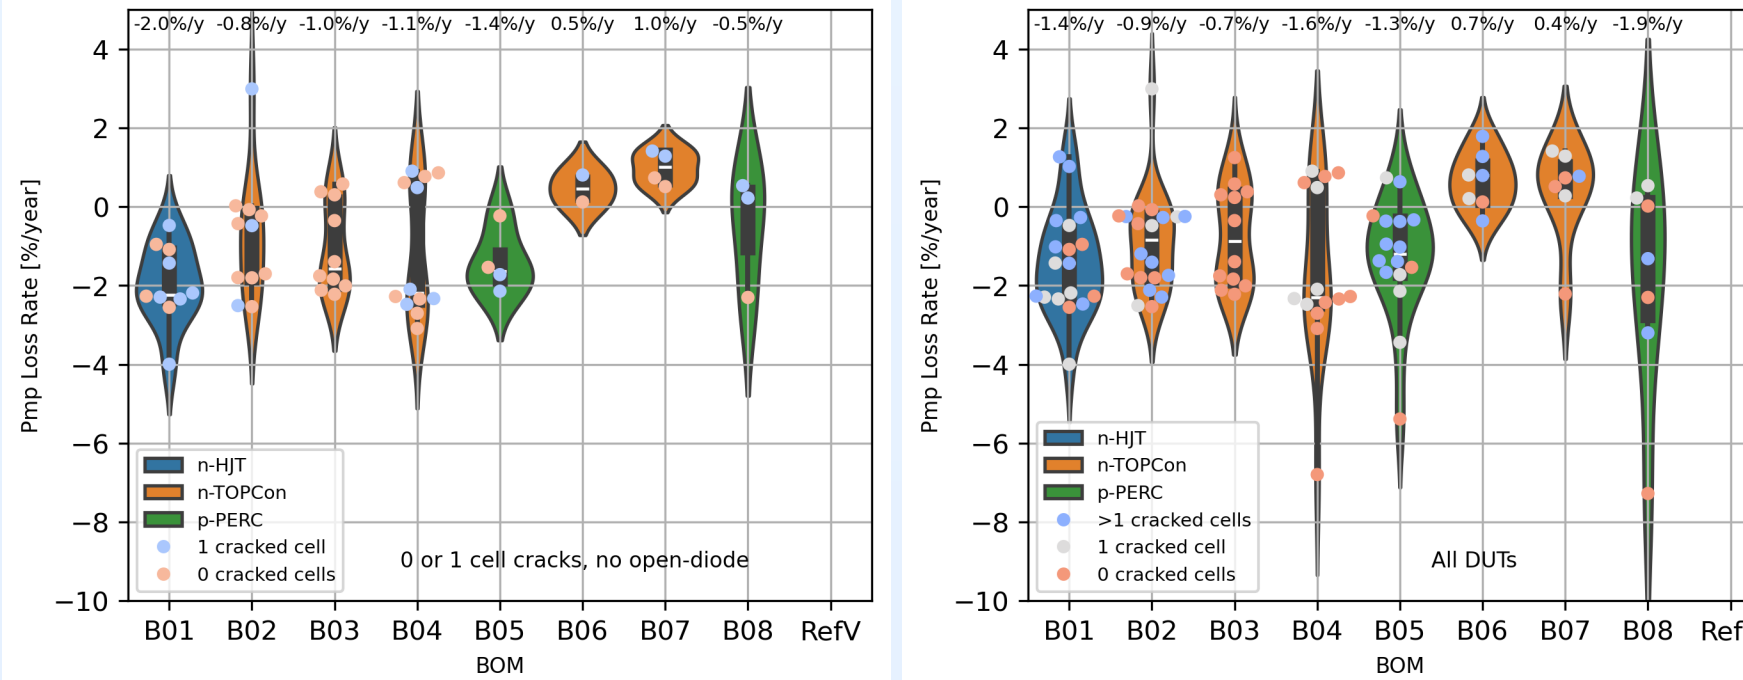 -2.0%/y -0.8%/y -1.0%/y -1.1%/y -1.4%/y 0.5%/y 1.0%/y -0.5%/y
4
2
0
−2
−4
−6
−8
−10
Pmp Loss Rate [%/year]
n-HJT
n-TOPCon
p-PERC
1 cracked cell
0 cracked cells
0 or 1 cell cracks, no open-diode
B01 B02 B03 B04 B05 B06 B07 B08 RefV
BOM
-1.4%/y -0.9%/y -0.7%/y -1.6%/y -1.3%/y 0.7%/y 0.4%/y -1.9%/y
4
2
0
−2
−4
−6
−8
−10
Pmp Loss Rate [%/year]
n-HJT
n-TOPCon
p-PERC
>1 cracked cells
1 cracked cell
0 cracked cells
All DUTs
B01 B02 B03 B04 B05 B06 B07 B08 Ref
BOM